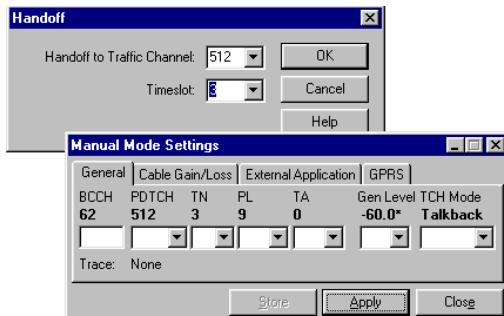 Handoff
Handoff to Traffic Channel: 512 OK
Timeslot: 3 Cancel
Help
Manual Mode Settings
General Cable Gain/Loss External Application GPRS
BCCH PDTCH TN PL TA Gen Level TCH Mode
62 512 3 9 0 -60.0* Talkback
Trace: None
Store Apply Close